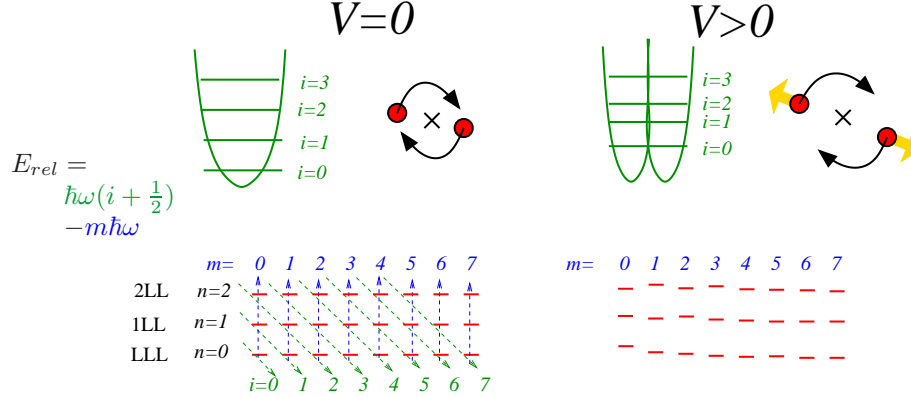 V=0
V>0
i=3
i=2
i=1
i=0
i=3
i=2
i=1
i=0
E_{rel} =
ħω(i + 1/2)
−mħω
m= 0 1 2 3 4 5 6 7
2LL n=2
1LL n=1
LLL n=0
i=0 1 2 3 4 5 6 7
m= 0 1 2 3 4 5 6 7